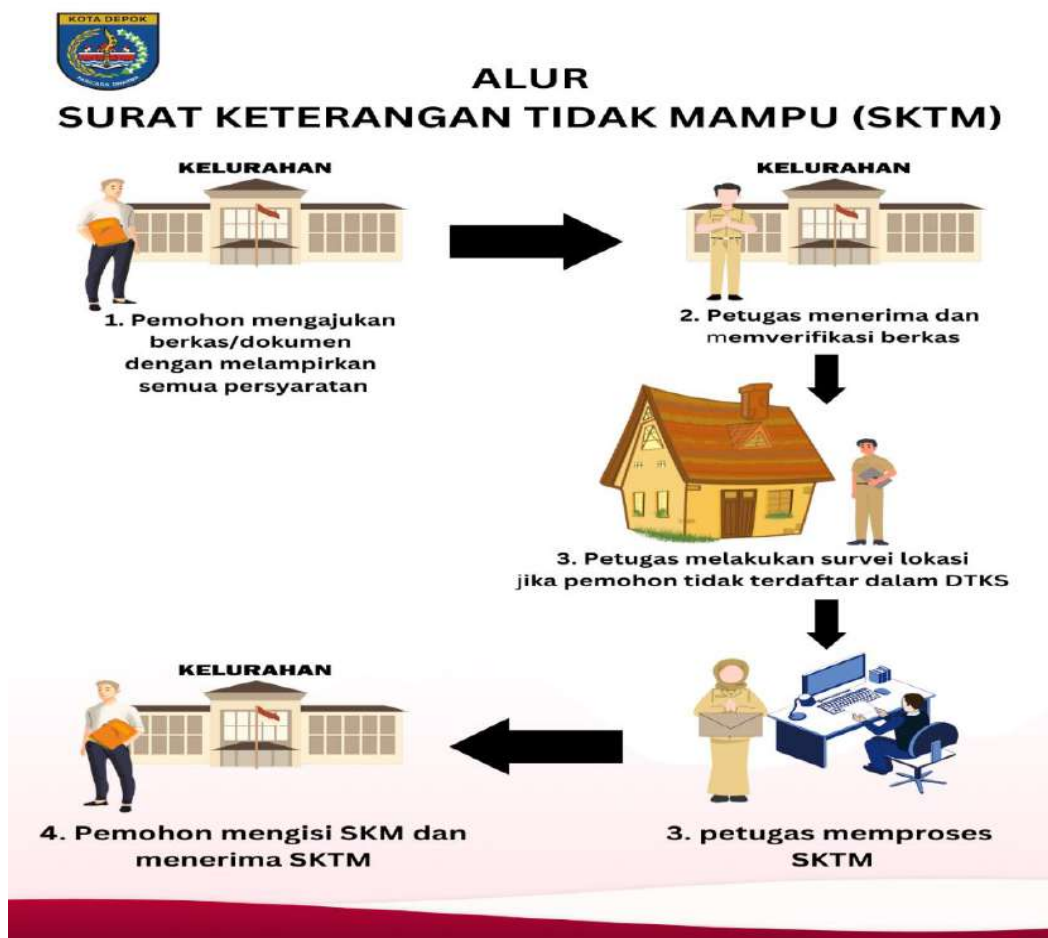 KOTA DEPOK
ALUR
SURAT KETERANGAN TIDAK MAMPU (SKTM)
KELURAHAN
1. Pemohon mengajukan
berkas/dokumen
dengan melampirkan
semua persyaratan
KELURAHAN
2. Petugas menerima dan
memverifikasi berkas
3. Petugas melakukan survei lokasi
jika pemohon tidak terdaftar dalam DTKS
3. petugas memproses
SKTM
KELURAHAN
4. Pemohon mengisi SKM dan
menerima SKTM